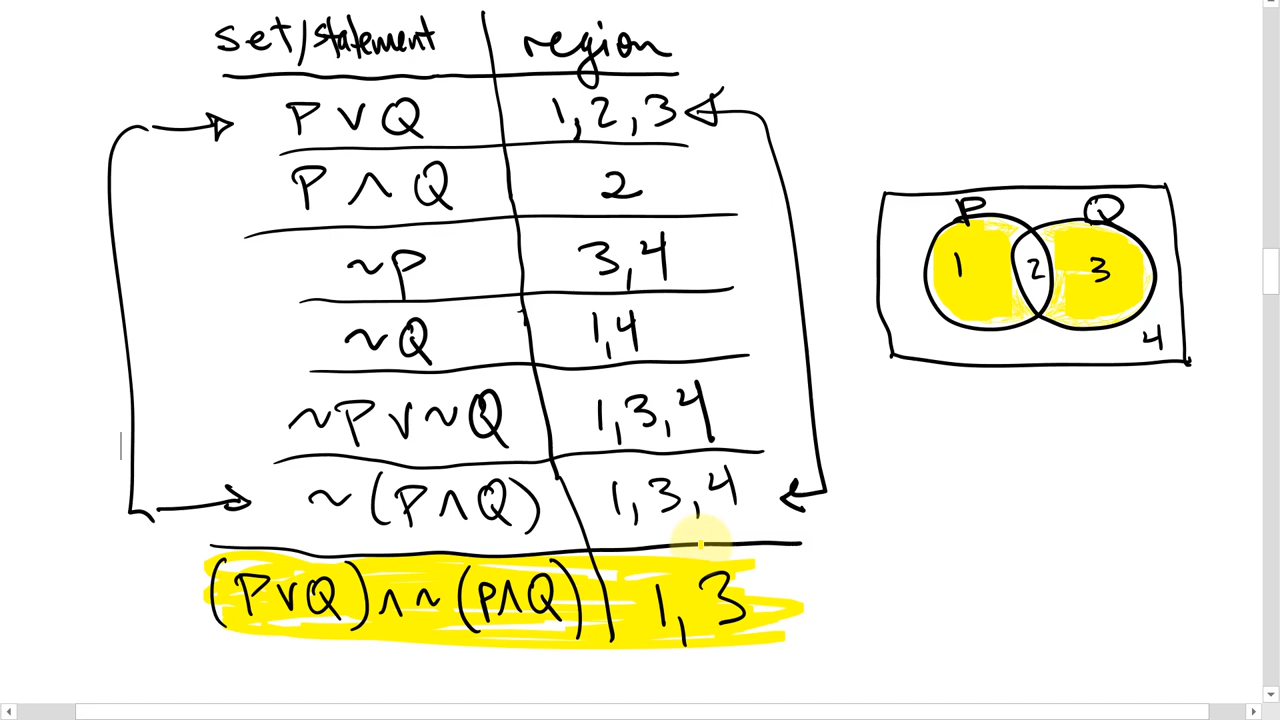 set/statement region
P ∨ Q 1,2,3
P ∧ Q 2
~P 3,4
~Q 1,4
~P ∨ ~Q 1,3,4
~(P ∧ Q) 1,3,4
(P∨Q) ∧ ~(P∧Q) 1,3
P Q
1 2 3
4